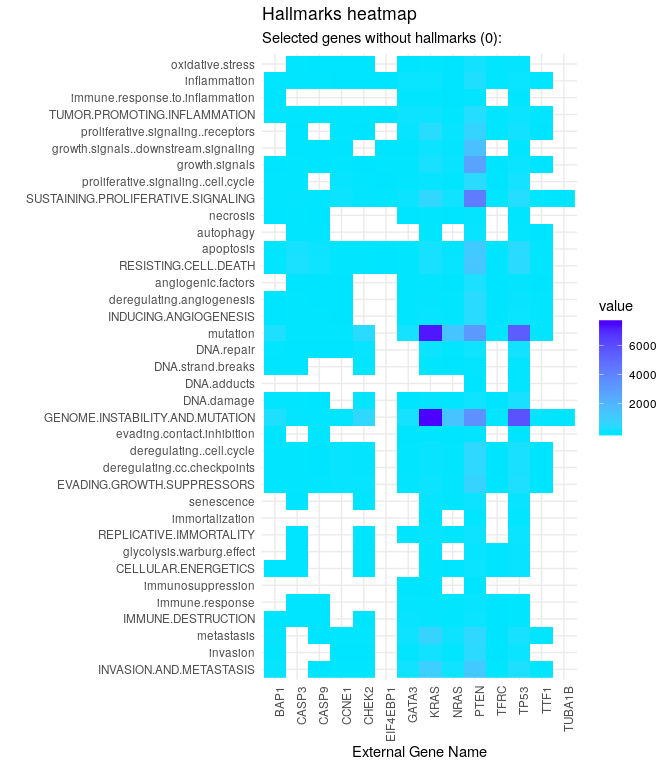 Hallmarks heatmap
Selected genes without hallmarks (0):
oxidative.stress
inflammation
immune.response.to.inflammation
TUMOR.PROMOTING.INFLAMMATION
proliferative.signaling..receptors
growth.signals..downstream.signaling
growth.signals
proliferative.signaling..cell.cycle
SUSTAINING.PROLIFERATIVE.SIGNALING
necrosis
autophagy
apoptosis
RESISTING.CELL.DEATH
angiogenic.factors
deregulating.angiogenesis
INDUCING.ANGIOGENESIS
mutation
DNA.repair
DNA.strand.breaks
DNA.adducts
DNA.damage
GENOME.INSTABILITY.AND.MUTATION
evading.contact.inhibition
deregulating..cell.cycle
deregulating.cc.checkpoints
EVADING.GROWTH.SUPPRESSORS
senescence
immortalization
REPLICATIVE.IMMORTALITY
glycolysis.warburg.effect
CELLULAR.ENERGETICS
immunosuppression
immune.response
IMMUNE.DESTRUCTION
metastasis
invasion
INVASION.AND.METASTASIS
BAP1
CASP3
CASP9
CCNE1
CHEK2
EIF4EBP1
GATA3
KRAS
NRAS
PTEN
TFRC
TP53
TTF1
TUBA1B
External Gene Name
value
6000
4000
2000